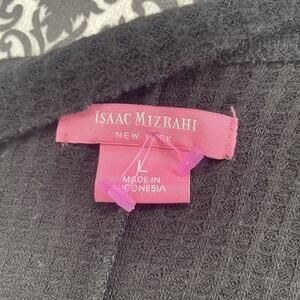 ISAAC MIZRAHI
NEW YORK
L
MADE IN
INDONESIA